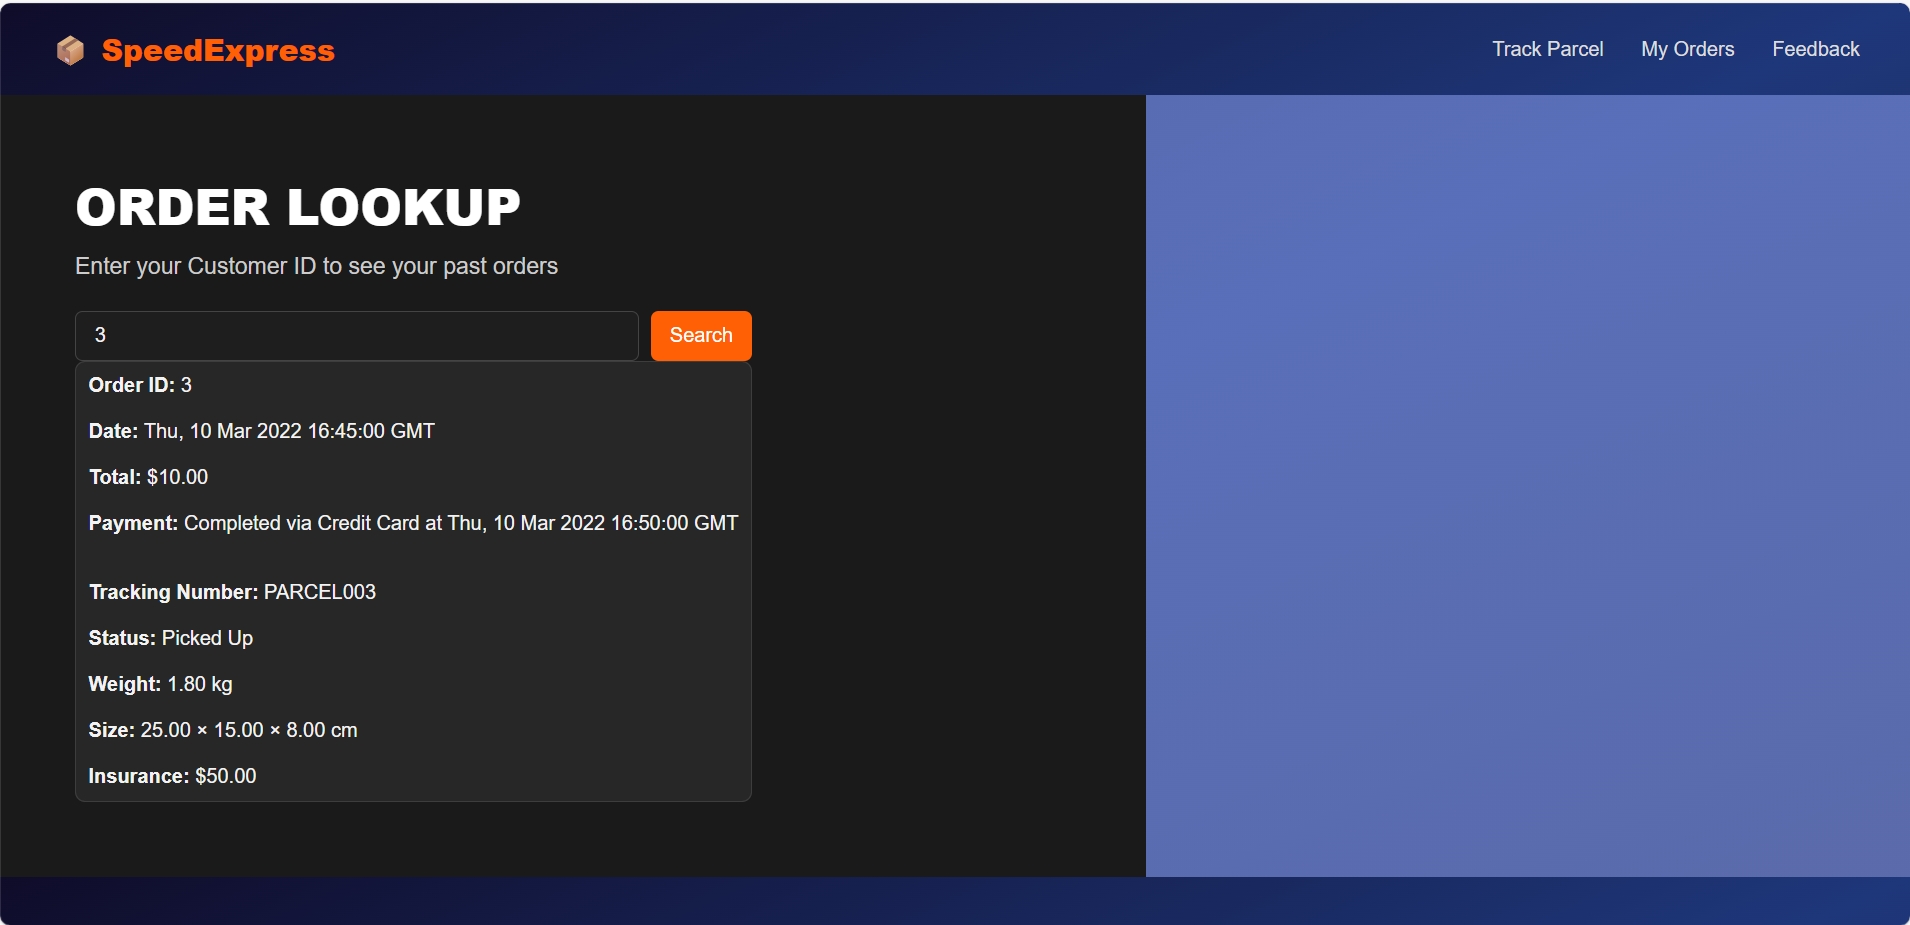 SpeedExpress
Track Parcel
My Orders
Feedback
ORDER LOOKUP
Enter your Customer ID to see your past orders
3
Search
Order ID: 3
Date: Thu, 10 Mar 2022 16:45:00 GMT
Total: $10.00
Payment: Completed via Credit Card at Thu, 10 Mar 2022 16:50:00 GMT
Tracking Number: PARCEL003
Status: Picked Up
Weight: 1.80 kg
Size: 25.00 × 15.00 × 8.00 cm
Insurance: $50.00